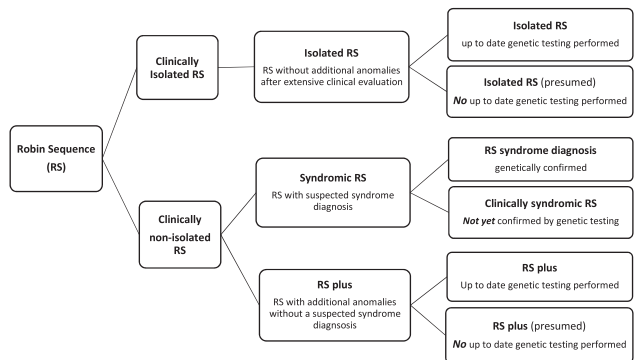 Robin Sequence
(RS)
Clinically
Isolated RS
Isolated RS
RS without additional anomalies
after extensive clinical evaluation
Isolated RS
up to date genetic testing performed
Isolated RS (presumed)
No up to date genetic testing performed
Clinically
non-isolated
RS
Syndromic RS
RS with suspected syndrome
diagnosis
RS syndrome diagnosis
genetically confirmed
Clinically syndromic RS
Not yet confirmed by genetic testing
RS plus
RS with additional anomalies
without a suspected syndrome
diagnsosis
RS plus
Up to date genetic testing performed
RS plus (presumed)
No up to date genetic testing performed